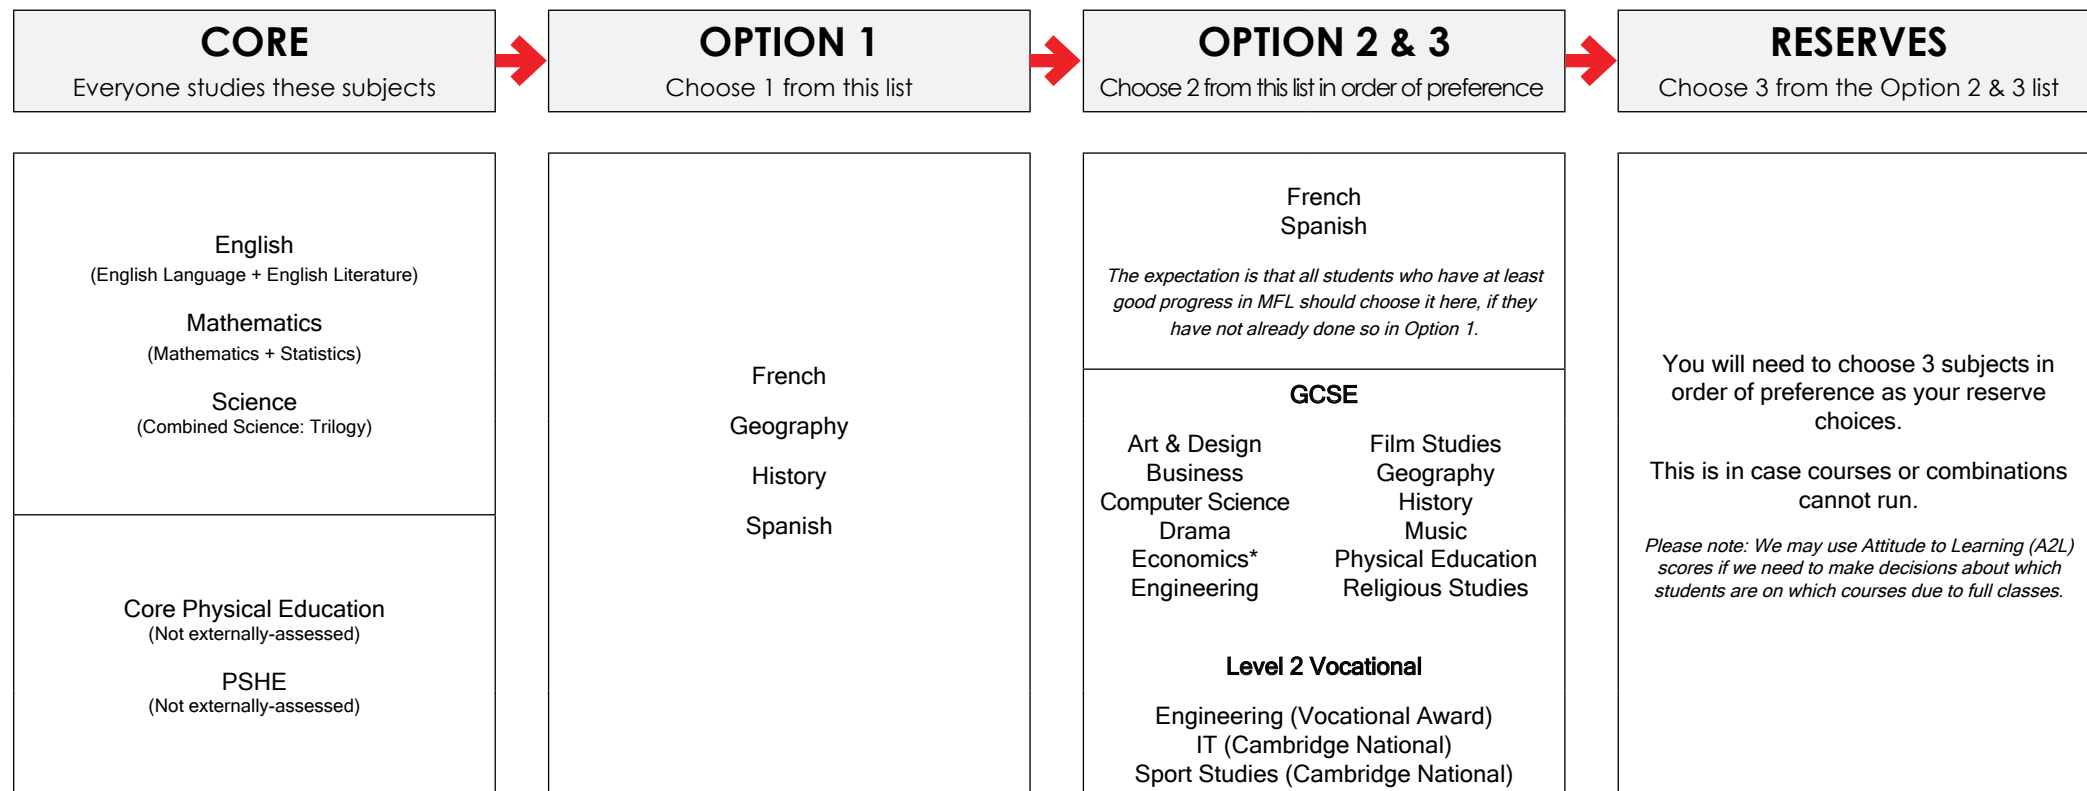 CORE
Everyone studies these subjects
OPTION 1
Choose 1 from this list
OPTION 2 & 3
Choose 2 from this list in order of preference
RESERVES
Choose 3 from the Option 2 & 3 list
English
(English Language + English Literature)
Mathematics
(Mathematics + Statistics)
Science
(Combined Science: Trilogy)
Core Physical Education
(Not externally-assessed)
PSHE
(Not externally-assessed)
French
Geography
History
Spanish
French
Spanish
The expectation is that all students who have at least
good progress in MFL should choose it here, if they
have not already done so in Option 1.
GCSE
Art & Design
Business
Computer Science
Drama
Economics*
Engineering
Film Studies
Geography
History
Music
Physical Education
Religious Studies
Level 2 Vocational
Engineering (Vocational Award)
IT (Cambridge National)
Sport Studies (Cambridge National)
You will need to choose 3 subjects in
order of preference as your reserve
choices.
This is in case courses or combinations
cannot run.
Please note: We may use Attitude to Learning (A2L)
scores if we need to make decisions about which
students are on which courses due to full classes.